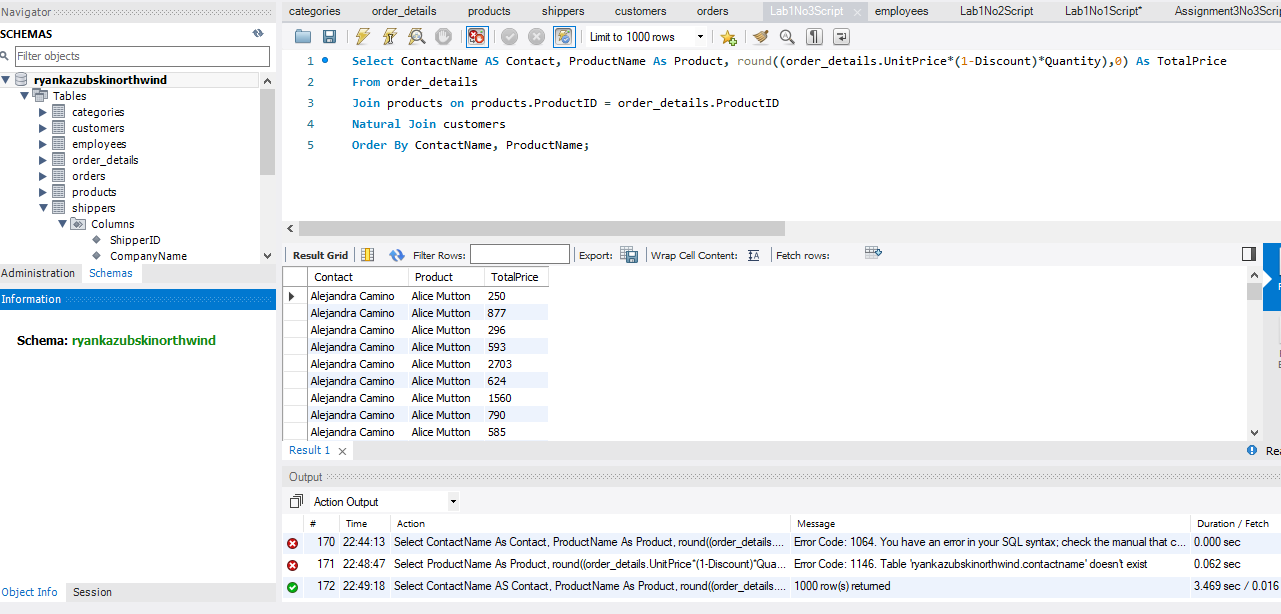 Navigator
SCHEMAS
Filter objects
ryankazubskinorthwind
Tables
categories
customers
employees
order_details
orders
products
shippers
Columns
ShipperID
CompanyName
Administration Schemas
Information
Schema: ryankazubskinorthwind
Object Info Session
categories order_details products shippers customers orders Lab1No3Script employees Lab1No2Script Lab1No1Script* Assignment3No3Scrip
Limit to 1000 rows
1 Select ContactName AS Contact, ProductName As Product, round((order_details.UnitPrice*(1-Discount)*Quantity),0) As TotalPrice
2 From order_details
3 Join products on products.ProductID = order_details.ProductID
4 Natural Join customers
5 Order By ContactName, ProductName;
Result Grid Filter Rows: Export: Wrap Cell Content: Fetch rows:
Contact Product TotalPrice
Alejandra Camino Alice Mutton 250
Alejandra Camino Alice Mutton 877
Alejandra Camino Alice Mutton 296
Alejandra Camino Alice Mutton 593
Alejandra Camino Alice Mutton 2703
Alejandra Camino Alice Mutton 624
Alejandra Camino Alice Mutton 1560
Alejandra Camino Alice Mutton 790
Alejandra Camino Alice Mutton 585
Result 1 Rea
Output
Action Output
# Time Action Message Duration / Fetch
170 22:44:13 Select ContactName As Contact, ProductName As Product, round((order_details.... Error Code: 1064. You have an error in your SQL syntax; check the manual that c... 0.000 sec
171 22:48:47 Select ProductName As Product, round((order_details.UnitPrice*(1-Discount)*Qua... Error Code: 1146. Table 'ryankazubskinorthwind.contactname' doesn't exist 0.062 sec
172 22:49:18 Select ContactName AS Contact, ProductName As Product, round((order_details.... 1000 row(s) returned 3.469 sec / 0.016